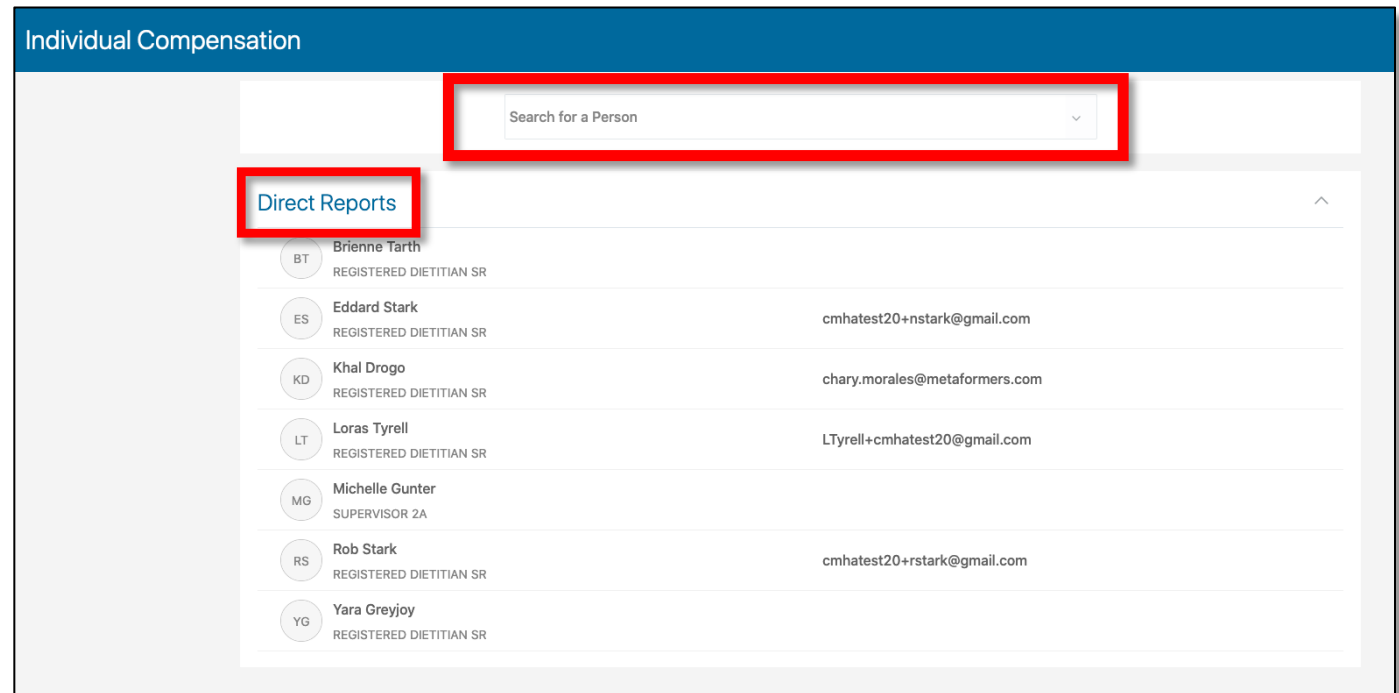 Individual Compensation
Search for a Person
Direct Reports
BT
Brienne Tarth
REGISTERED DIETITIAN SR
ES
Eddard Stark
REGISTERED DIETITIAN SR
cmhatest20+nstark@gmail.com
KD
Khal Drogo
REGISTERED DIETITIAN SR
chary.morales@metaformers.com
LT
Loras Tyrell
REGISTERED DIETITIAN SR
LTyrell+cmhatest20@gmail.com
MG
Michelle Gunter
SUPERVISOR 2A
RS
Rob Stark
REGISTERED DIETITIAN SR
cmhatest20+rstark@gmail.com
YG
Yara Greyjoy
REGISTERED DIETITIAN SR